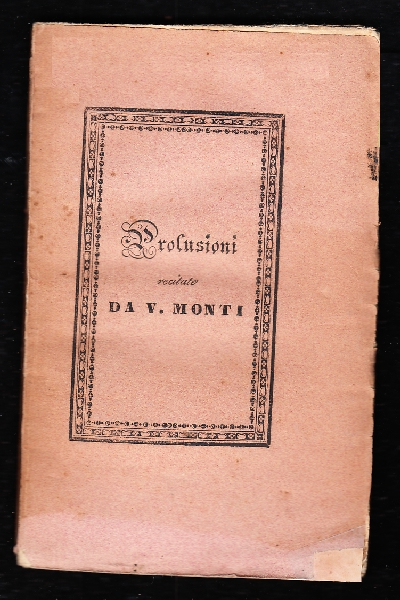 Prolusioni
recitate
DA V. MONTI